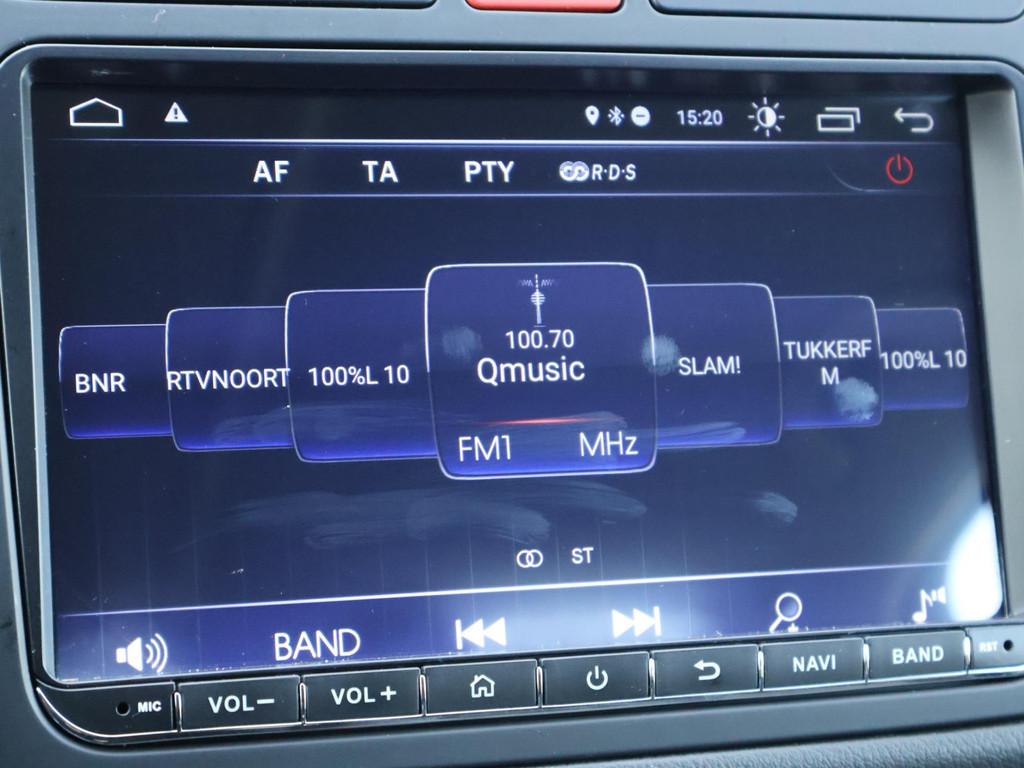 15:20
AF TA PTY R·D·S
BNR
RTVNOORT
100%L 10
100.70
Qmusic
FM1 MHz
SLAM!
TUKKERF
M
100%L 10
ST
BAND
MIC VOL− VOL+ NAVI BAND RST